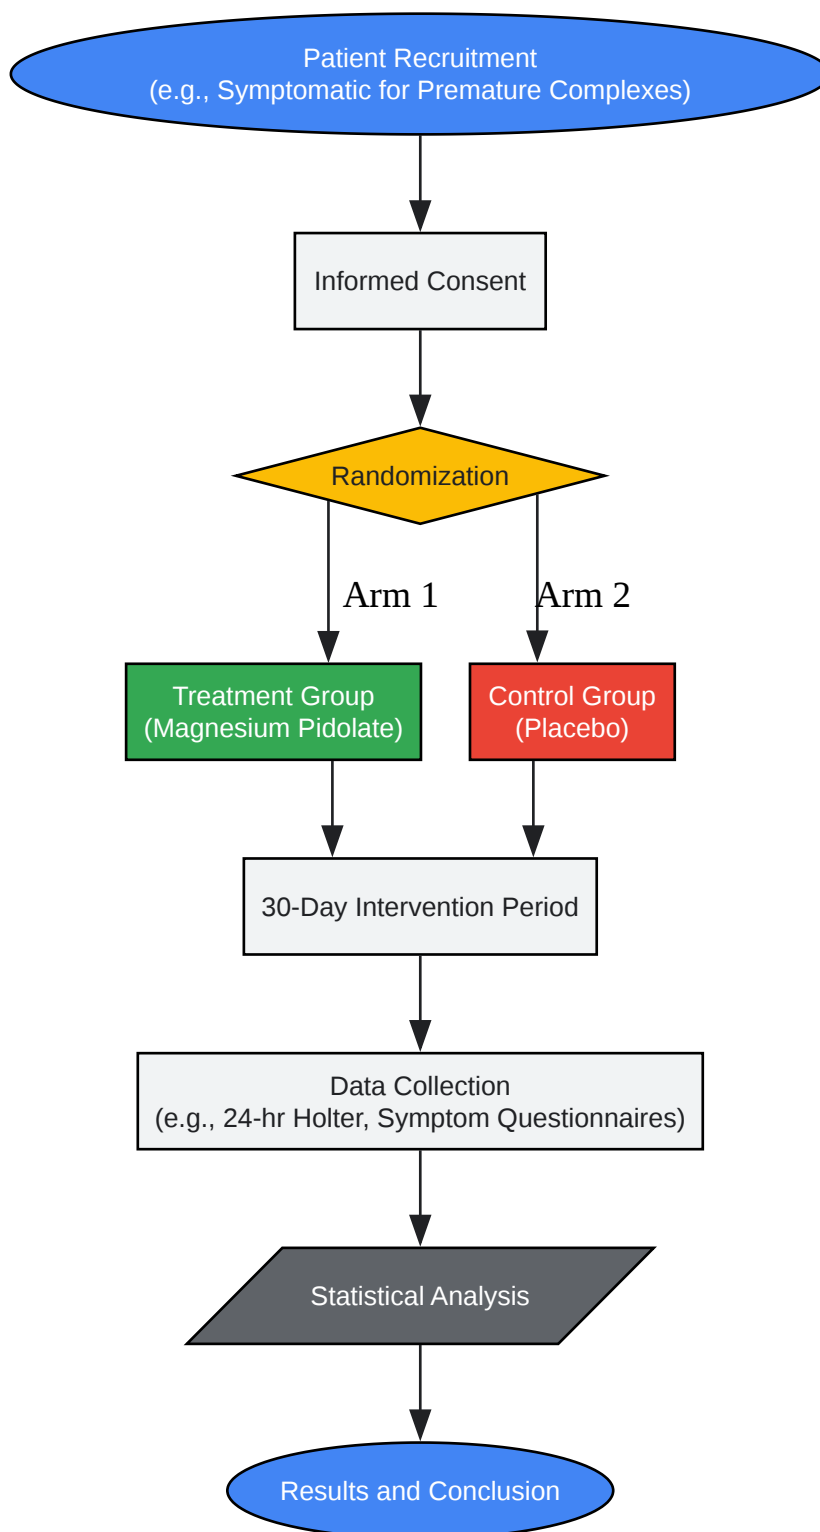 Patient Recruitment
(e.g., Symptomatic for Premature Complexes)
Informed Consent
Randomization
Arm 1
Arm 2
Treatment Group
(Magnesium Pidolate)
Control Group
(Placebo)
30-Day Intervention Period
Data Collection
(e.g., 24-hr Holter, Symptom Questionnaires)
Statistical Analysis
Results and Conclusion